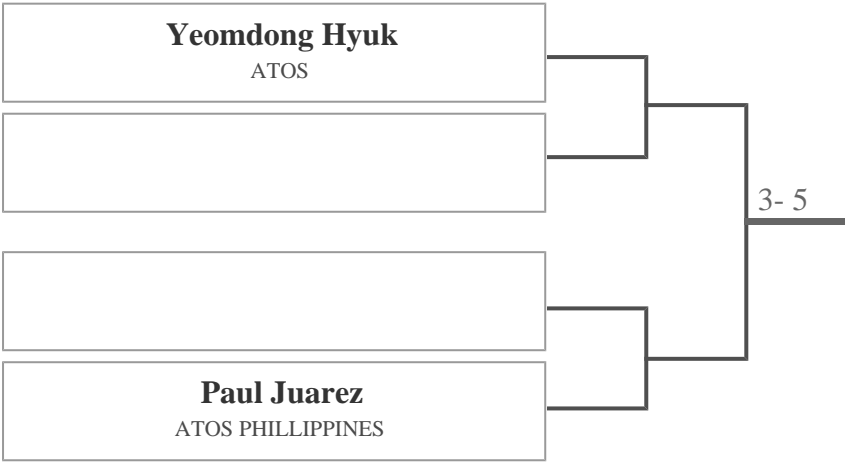 Yeomdong Hyuk
ATOS
3- 5
Paul Juarez
ATOS PHILLIPPINES